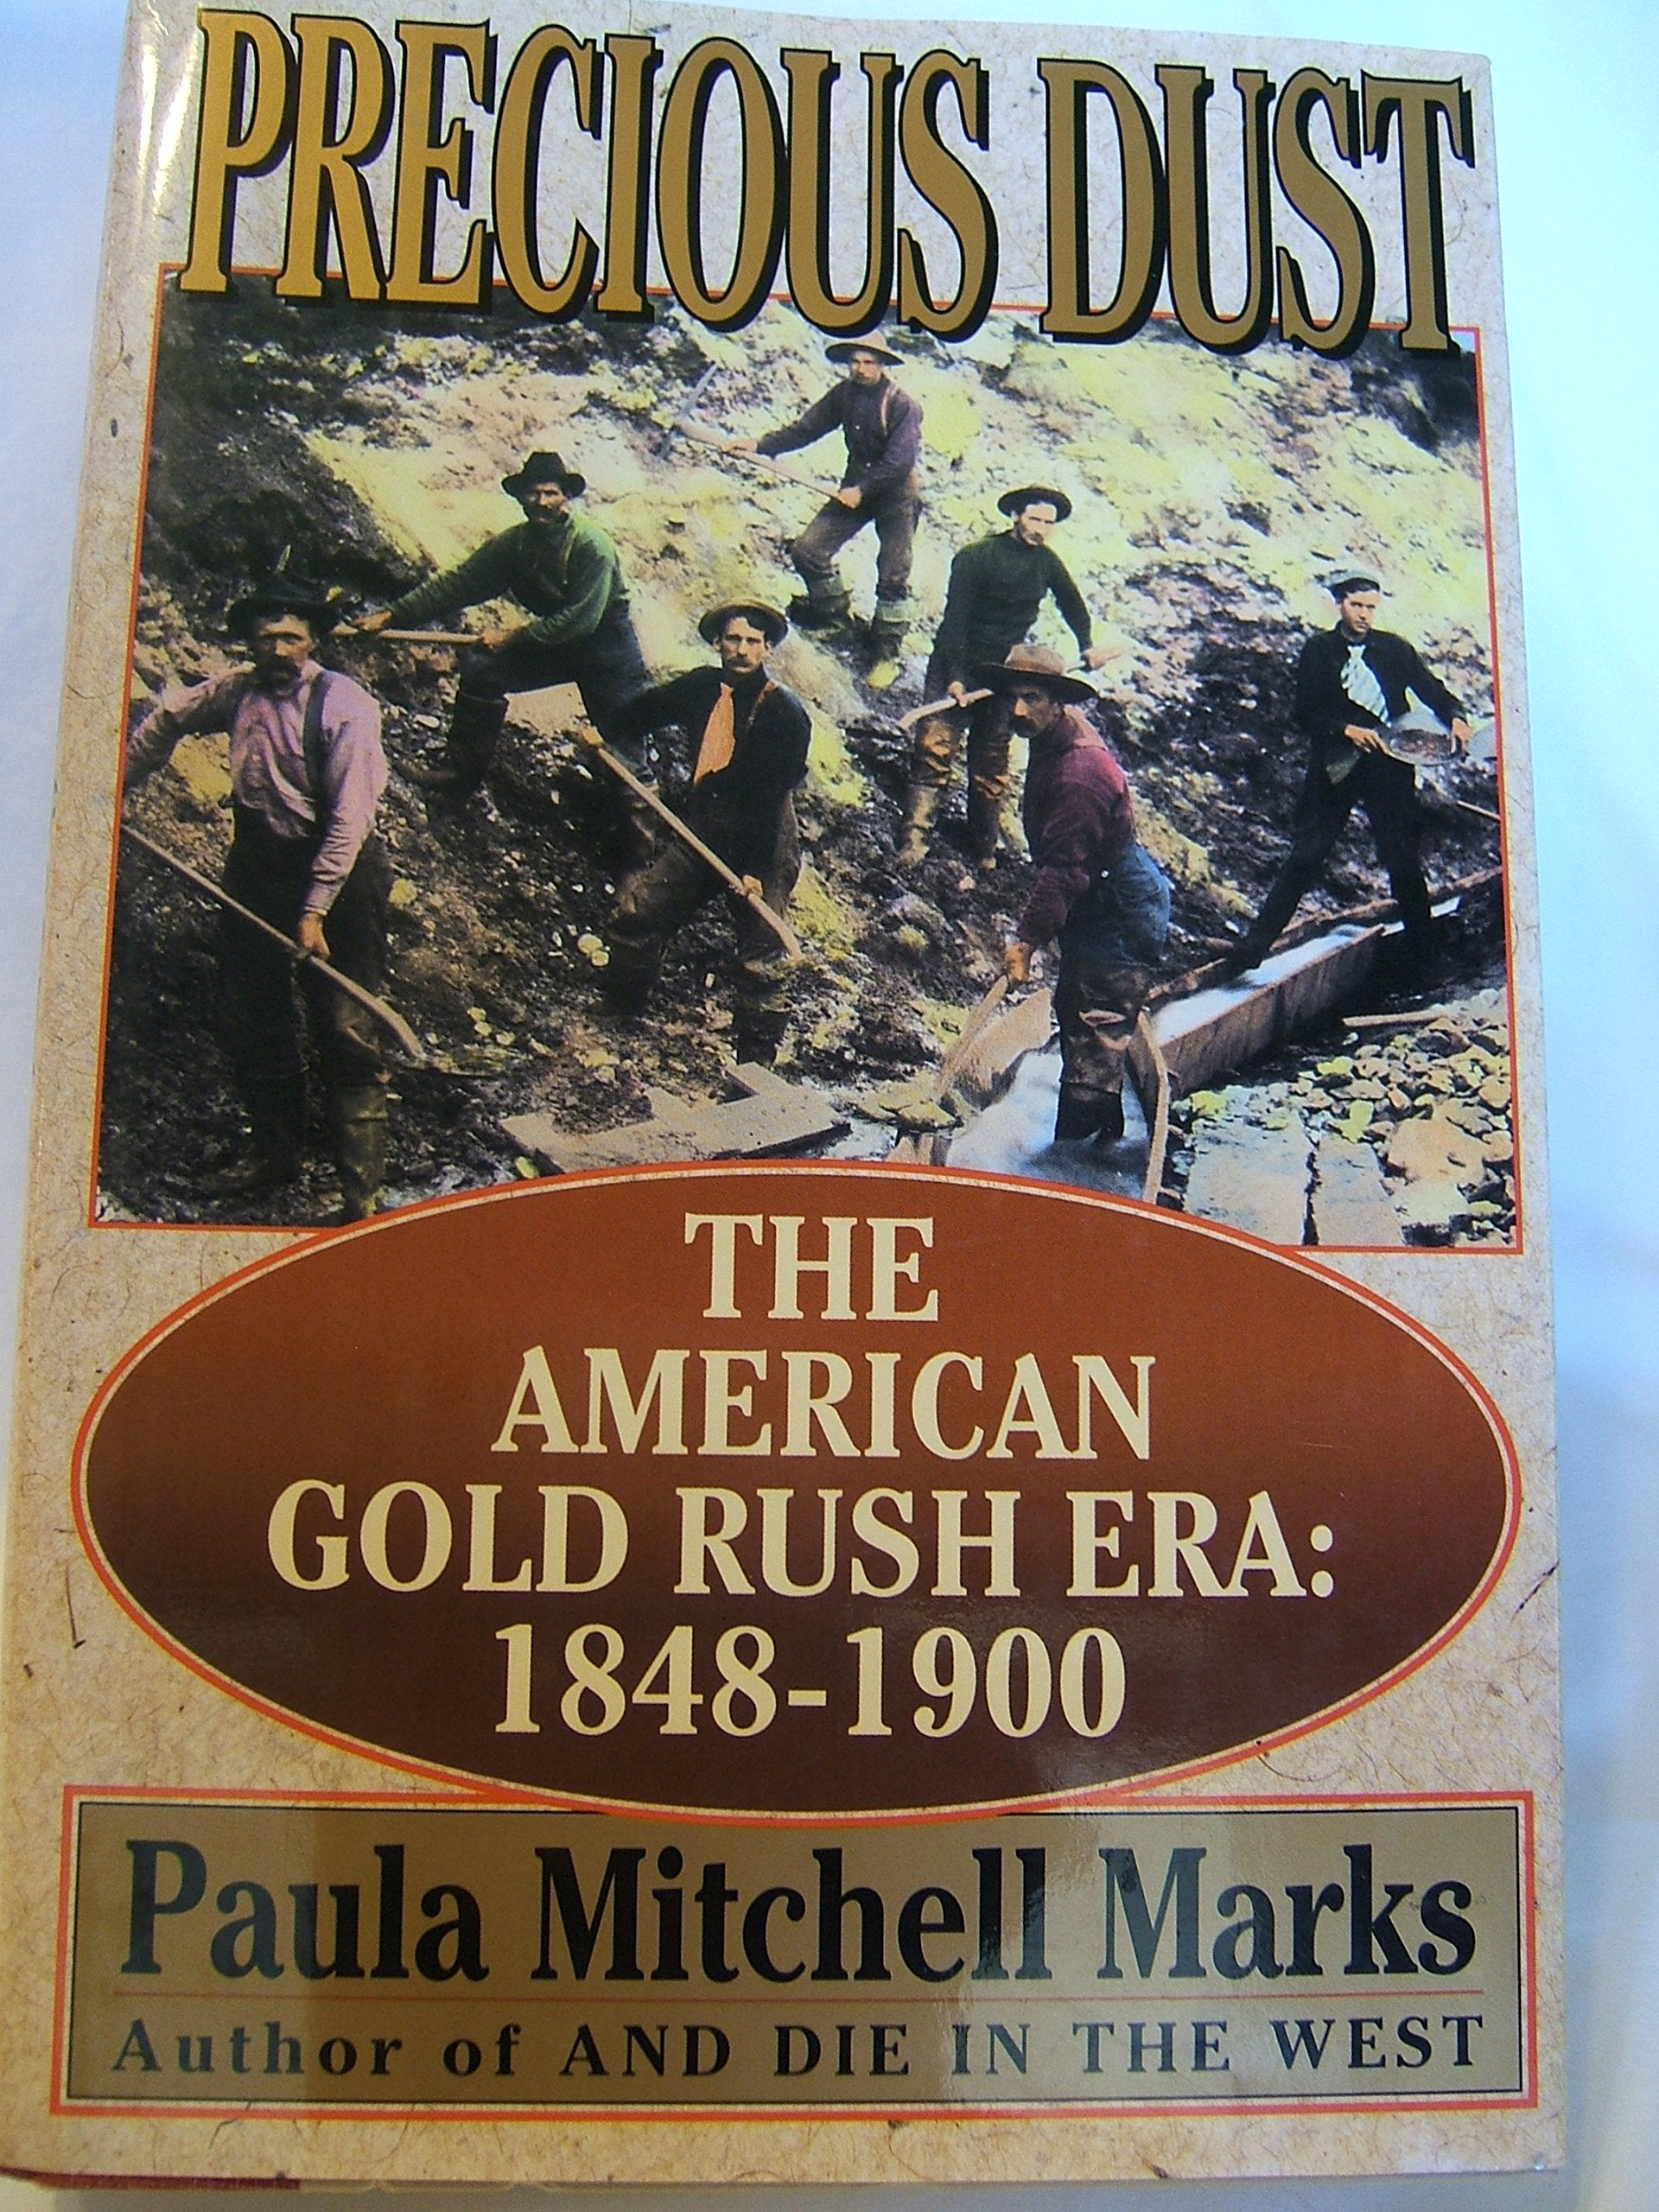 PRECIOUS DUST
THE
AMERICAN
GOLD RUSH ERA:
1848-1900
Paula Mitchell Marks
Author of AND DIE IN THE WEST